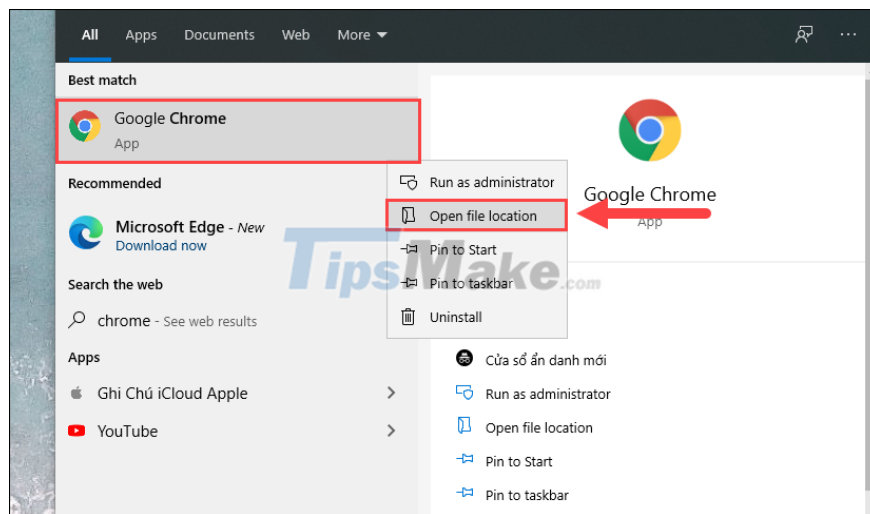 All Apps Documents Web More
Best match
Google Chrome
App
Recommended
Microsoft Edge - New
Download now
Search the web
chrome - See web results
Apps
Ghi Chú iCloud Apple
YouTube
Run as administrator
Open file location
Pin to Start
Pin to taskbar
Uninstall
Google Chrome
App
TipsMake.com
Cửa sổ ẩn danh mới
Run as administrator
Open file location
Pin to Start
Pin to taskbar